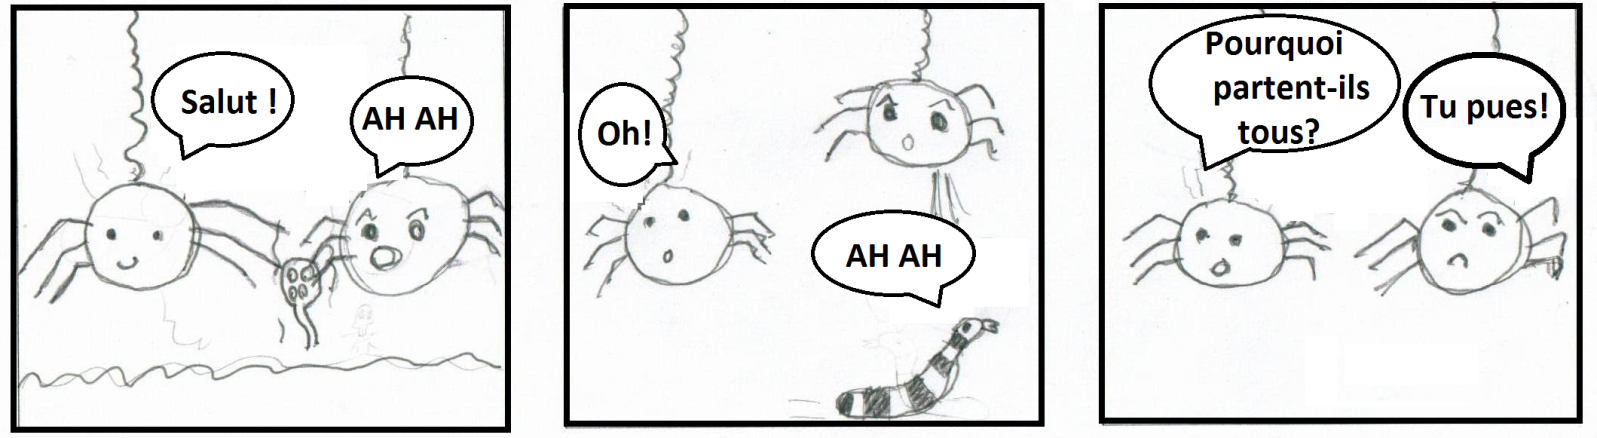 Salut !
AH AH
Oh!
AH AH
Pourquoi
partent-ils
tous?
Tu pues!